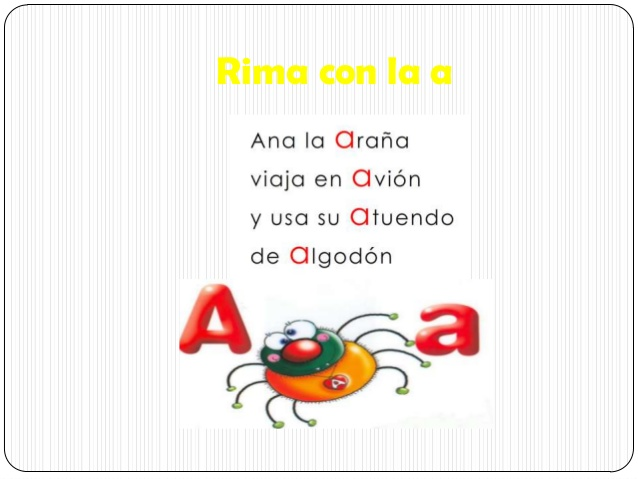 Rima con la a
Ana la araña
viaja en avión
y usa su atuendo
de algodón
A a
A